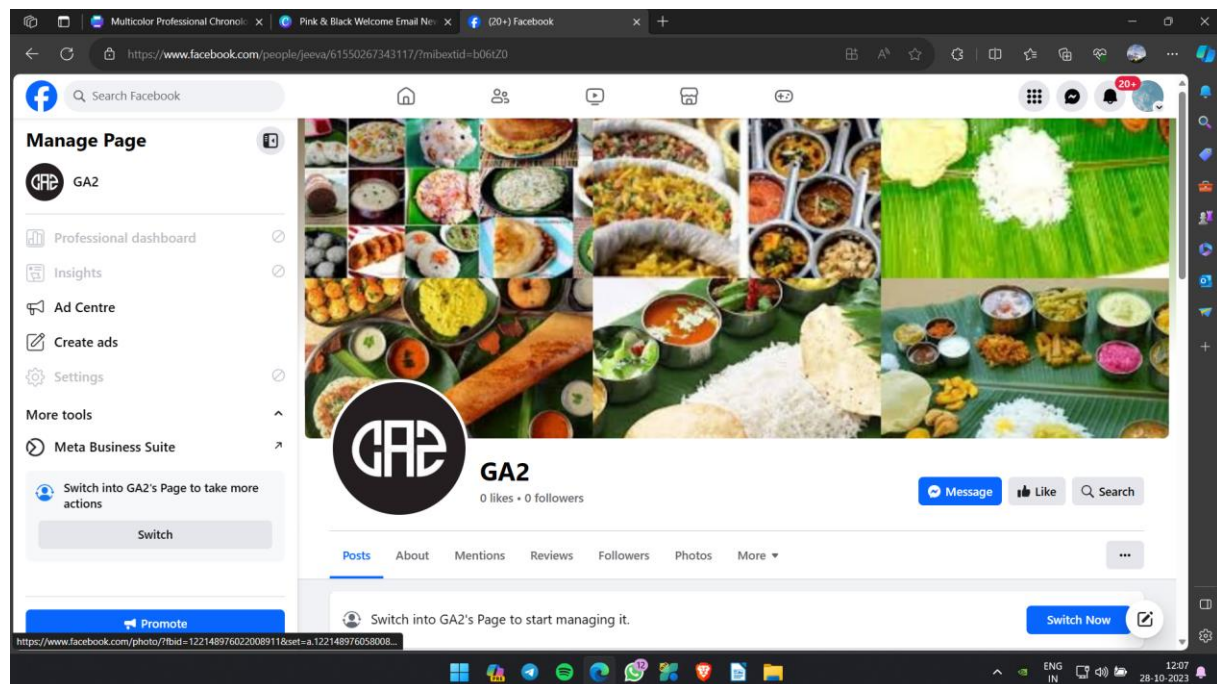 Multicolor Professional Chronolo
Pink & Black Welcome Email Nev
(20+) Facebook
https://www.facebook.com/people/jeeva/61550267343117/?mibextid=b06tZ0
Search Facebook
20+
Manage Page
GA2
GA2
Professional dashboard
Insights
Ad Centre
Create ads
Settings
More tools
Meta Business Suite
Switch into GA2's Page to take more
actions
Switch
Promote
GA2
0 likes • 0 followers
Message
Like
Search
Posts
About
Mentions
Reviews
Followers
Photos
More
Switch into GA2's Page to start managing it.
Switch Now
https://www.facebook.com/photo/?fbid=122148976022008911&set=a.122148976058008...
12
ENG
IN
12:07
28-10-2023